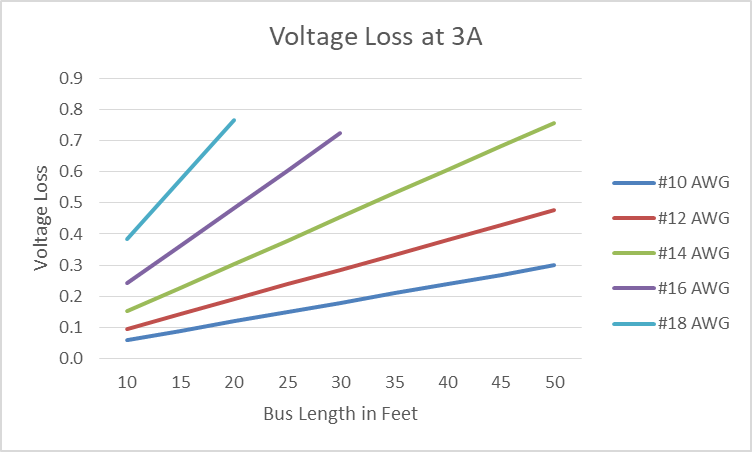 Voltage Loss at 3A
Voltage Loss
0.9
0.8
0.7
0.6
0.5
0.4
0.3
0.2
0.1
0.0
10 15 20 25 30 35 40 45 50
Bus Length in Feet
#10 AWG
#12 AWG
#14 AWG
#16 AWG
#18 AWG